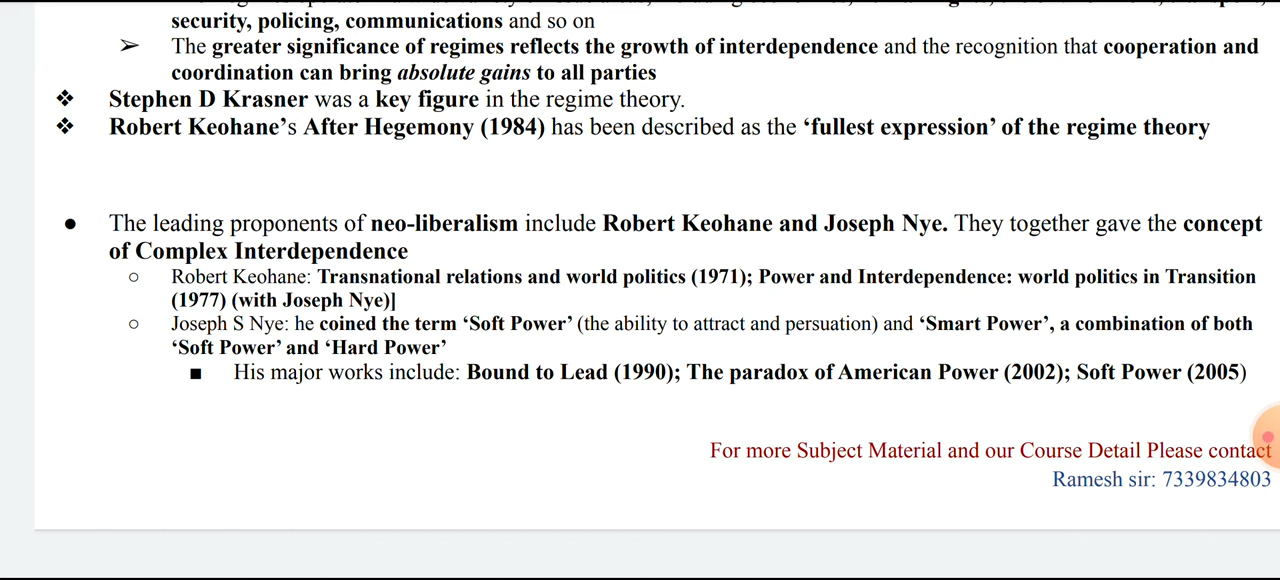 security, policing, communications and so on
➢ The greater significance of regimes reflects the growth of interdependence and the recognition that cooperation and
coordination can bring absolute gains to all parties
❖ Stephen D Krasner was a key figure in the regime theory.
❖ Robert Keohane’s After Hegemony (1984) has been described as the ‘fullest expression’ of the regime theory
● The leading proponents of neo-liberalism include Robert Keohane and Joseph Nye. They together gave the concept
of Complex Interdependence
○ Robert Keohane: Transnational relations and world politics (1971); Power and Interdependence: world politics in Transition
(1977) (with Joseph Nye)]
○ Joseph S Nye: he coined the term ‘Soft Power’ (the ability to attract and persuation) and ‘Smart Power’, a combination of both
‘Soft Power’ and ‘Hard Power’
■ His major works include: Bound to Lead (1990); The paradox of American Power (2002); Soft Power (2005)
For more Subject Material and our Course Detail Please contact
Ramesh sir: 7339834803